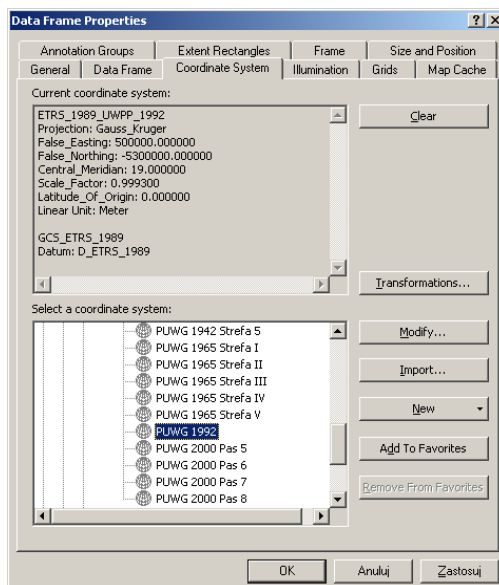 Data Frame Properties
Annotation Groups
Extent Rectangles
Frame
Size and Position
General
Data Frame
Coordinate System
Illumination
Grids
Map Cache
Current coordinate system:
ETRS_1989_UWPP_1992
Projection: Gauss_Kruger
False_Easting: 500000.000000
False_Northing: -5300000.000000
Central_Meridian: 19.000000
Scale_Factor: 0.999300
Latitude_Of_Origin: 0.000000
Linear Unit: Meter
GCS_ETRS_1989
Datum: D_ETRS_1989
Clear
Transformations...
Select a coordinate system:
PUWG 1942 Strefa 5
PUWG 1965 Strefa I
PUWG 1965 Strefa II
PUWG 1965 Strefa III
PUWG 1965 Strefa IV
PUWG 1965 Strefa V
PUWG 1992
PUWG 2000 Pas 5
PUWG 2000 Pas 6
PUWG 2000 Pas 7
PUWG 2000 Pas 8
Modify...
Import...
New
Add To Favorites
Remove From Favorites
OK
Anuluj
Zastosuj